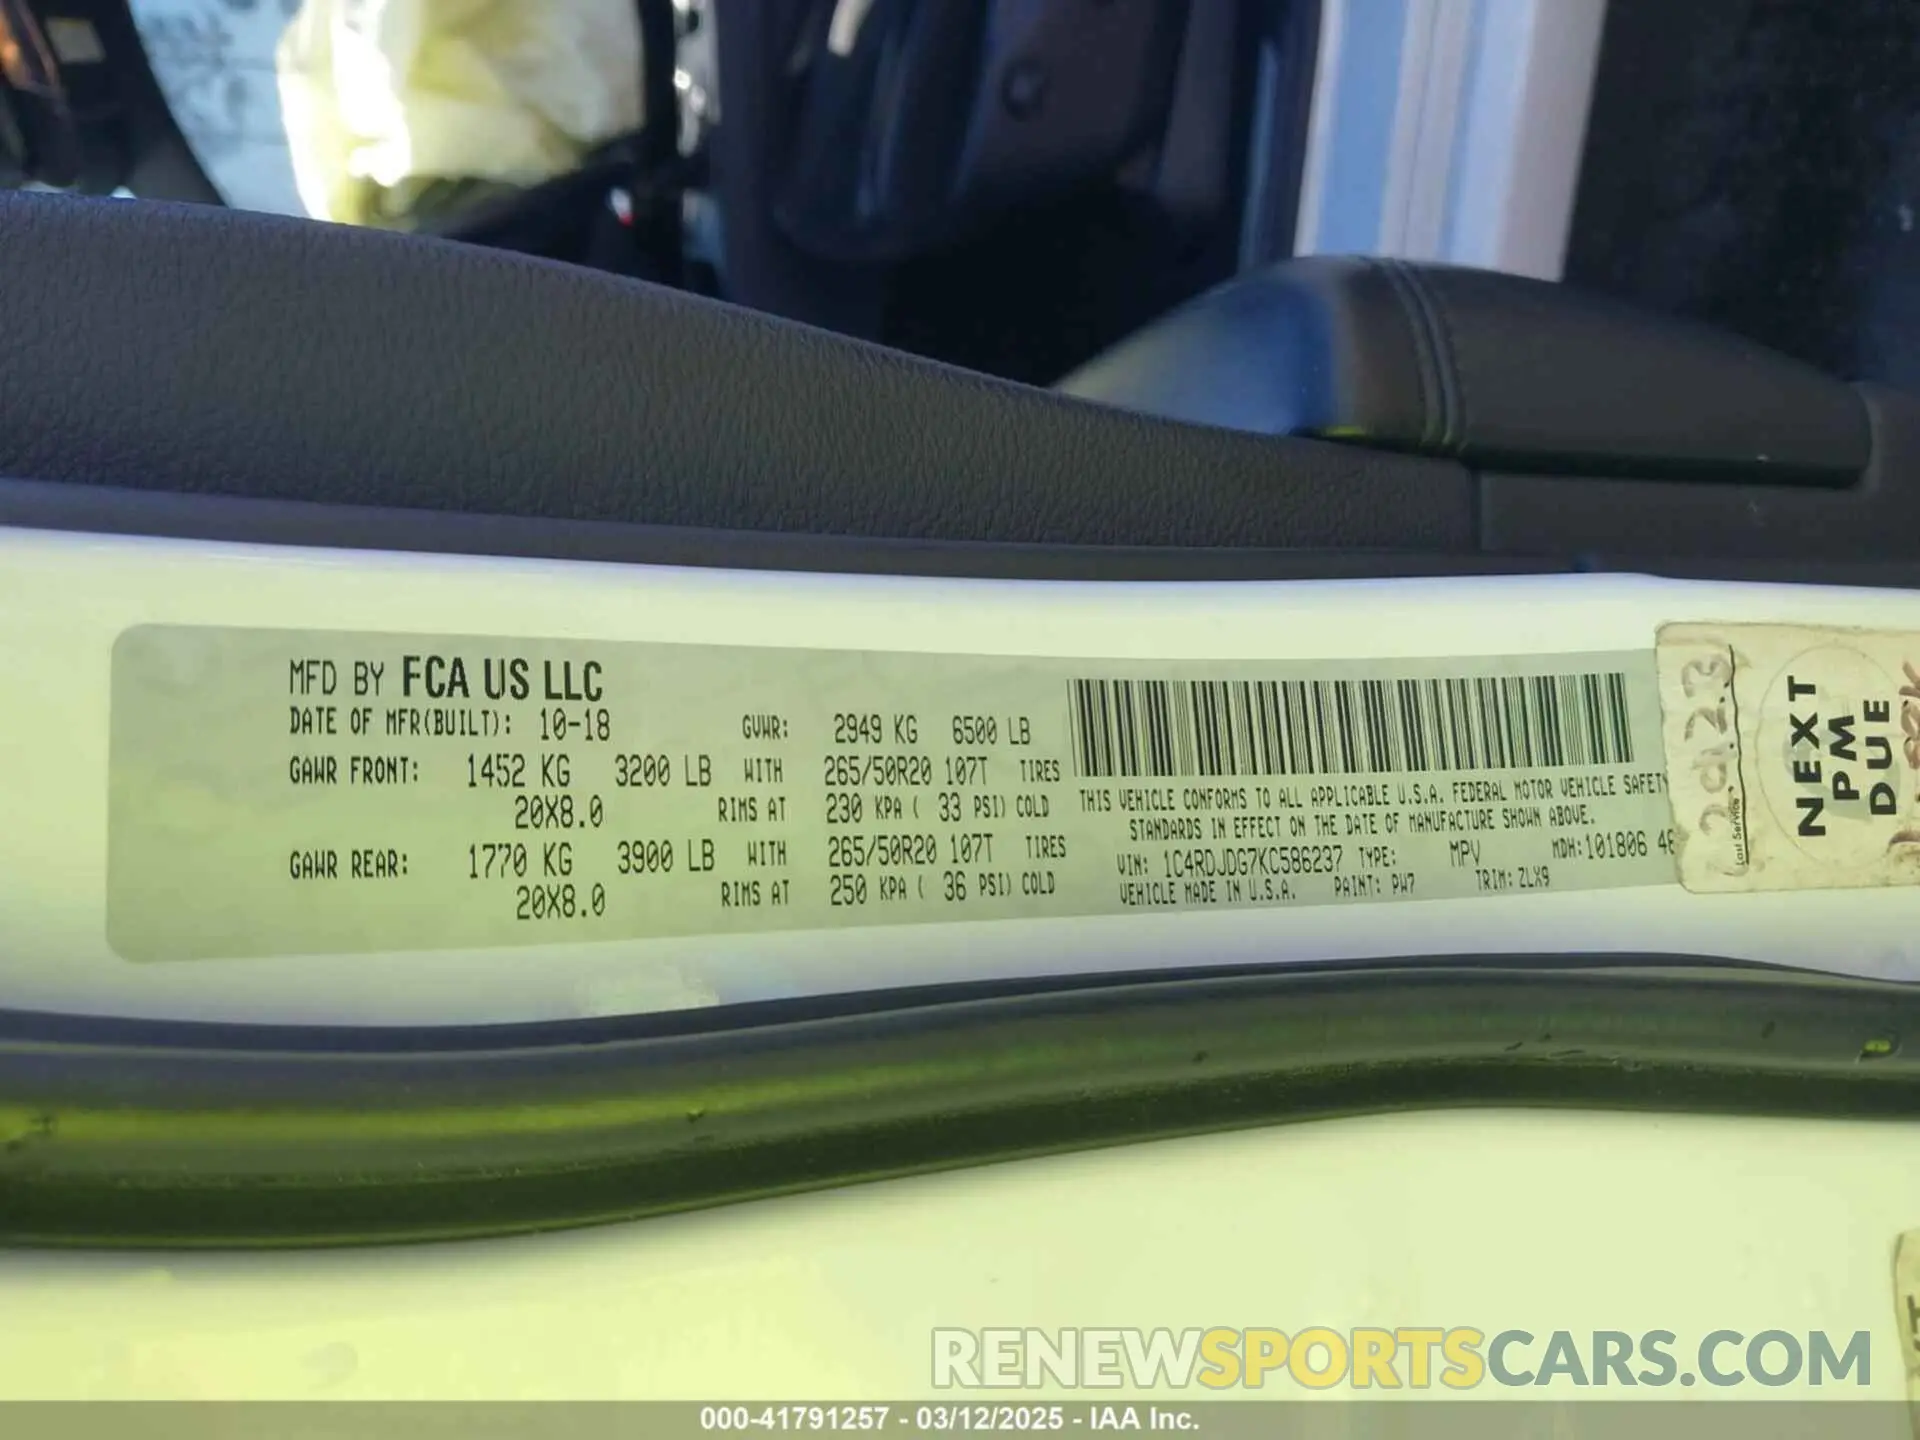 MFD BY FCA US LLC
DATE OF MFR(BUILT): 10-18 GVWR: 2949 KG 6500 LB
GAWR FRONT: 1452 KG 3200 LB WITH 265/50R20 107T TIRES
20X8.0 RIMS AT 230 KPA ( 33 PSI) COLD
GAWR REAR: 1770 KG 3900 LB WITH 265/50R20 107T TIRES
20X8.0 RIMS AT 250 KPA ( 36 PSI) COLD
THIS VEHICLE CONFORMS TO ALL APPLICABLE U.S.A. FEDERAL MOTOR VEHICLE SAFETY
STANDARDS IN EFFECT ON THE DATE OF MANUFACTURE SHOWN ABOVE.
VIN: 1C4RDJDG7KC586237 TYPE: MPV MDH:101806 46
VEHICLE MADE IN U.S.A. PAINT: PW7 TRIM: ZLX9
Last Service
NEXT
PM
DUE
RENEWSPORTSCARS.COM
000-41791257 - 03/12/2025 - IAA Inc.